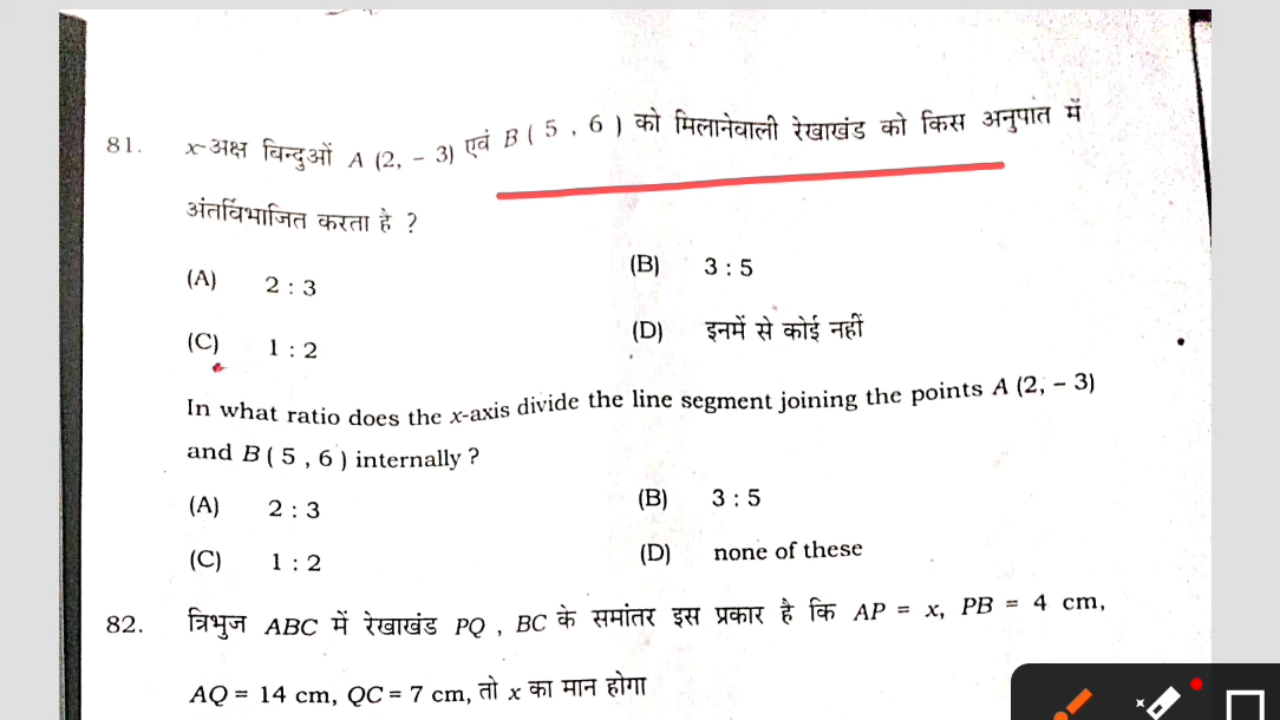 81. x-अक्ष बिन्दुओं A (2, – 3) एवं B ( 5 , 6 ) को मिलानेवाली रेखाखंड को किस अनुपात में
अंतर्विभाजित करता है ?
(A) 2 : 3 (B) 3 : 5
(C) 1 : 2 (D) इनमें से कोई नहीं
In what ratio does the x-axis divide the line segment joining the points A (2, – 3)
and B ( 5 , 6 ) internally ?
(A) 2 : 3 (B) 3 : 5
(C) 1 : 2 (D) none of these
82. त्रिभुज ABC में रेखाखंड PQ , BC के समांतर इस प्रकार है कि AP = x, PB = 4 cm,
AQ = 14 cm, QC = 7 cm, तो x का मान होगा